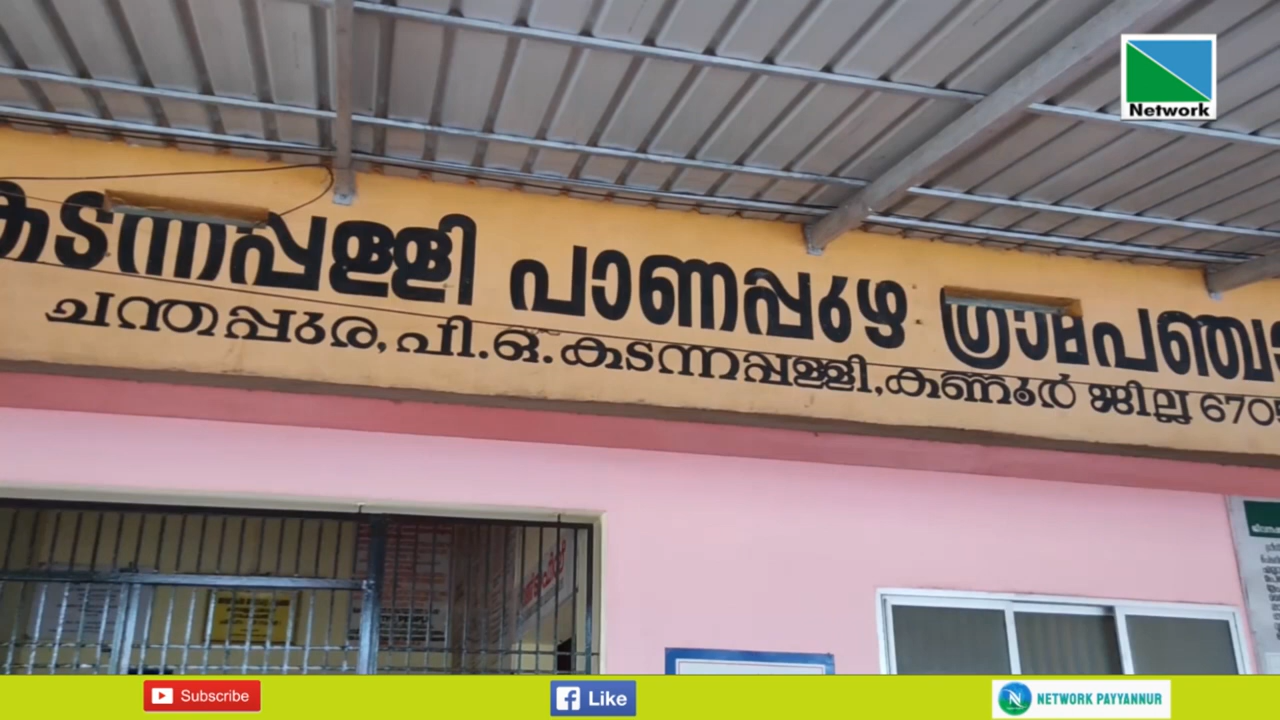 Network
കടന്നപ്പള്ളി പാണപ്പുഴ ഗ്രാമപഞ്ചാ
ചന്തപ്പുര, പി.ഒ. കടന്നപ്പള്ളി, കണ്ണൂർ ജില്ല 670
Subscribe
Like
NETWORK PAYYANNUR